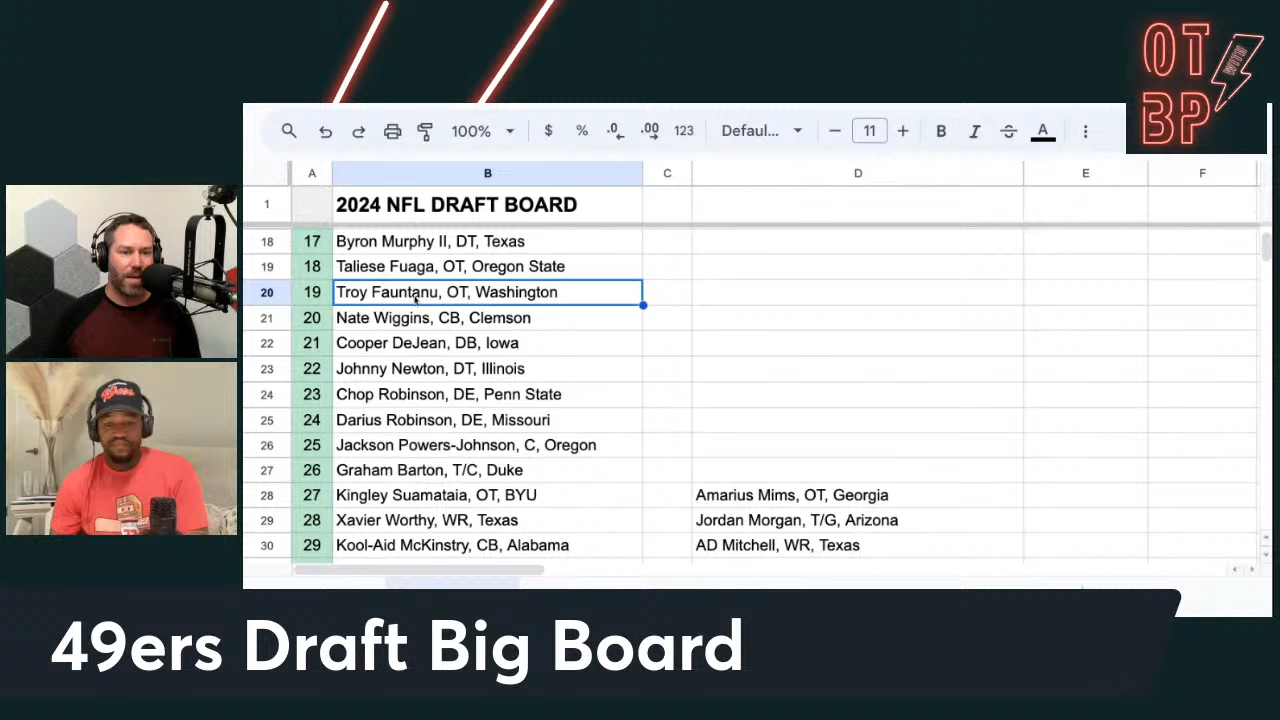 OT
BP
WITH
100% $ % .0 .00 123 Defaul... − 11 + B I S A
A B C D E F
1 2024 NFL DRAFT BOARD
18 17 Byron Murphy II, DT, Texas
19 18 Taliese Fuaga, OT, Oregon State
20 19 Troy Fauntanu, OT, Washington
21 20 Nate Wiggins, CB, Clemson
22 21 Cooper DeJean, DB, Iowa
23 22 Johnny Newton, DT, Illinois
24 23 Chop Robinson, DE, Penn State
25 24 Darius Robinson, DE, Missouri
26 25 Jackson Powers-Johnson, C, Oregon
27 26 Graham Barton, T/C, Duke
28 27 Kingley Suamataia, OT, BYU Amarius Mims, OT, Georgia
29 28 Xavier Worthy, WR, Texas Jordan Morgan, T/G, Arizona
30 29 Kool-Aid McKinstry, CB, Alabama AD Mitchell, WR, Texas
49ers Draft Big Board